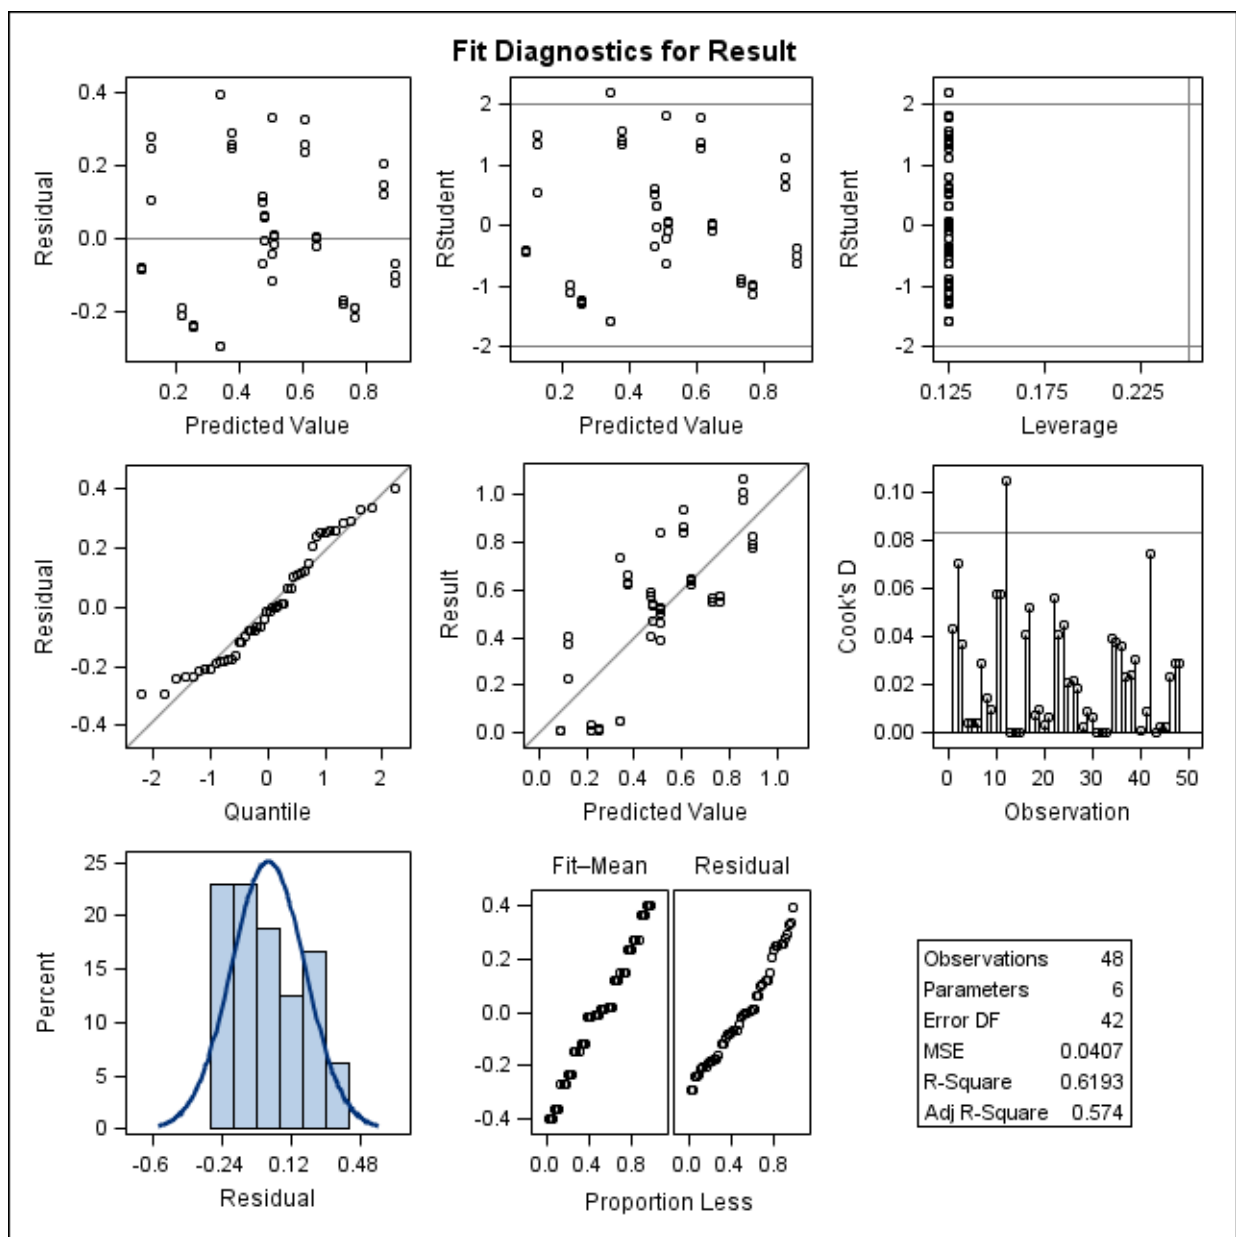 Fit Diagnostics for Result
Residual
0.4
0.2
0.0
-0.2
0.2 0.4 0.6 0.8
Predicted Value
RStudent
2
1
0
-1
-2
0.2 0.4 0.6 0.8
Predicted Value
RStudent
2
1
0
-1
-2
0.125 0.175 0.225
Leverage
Residual
0.4
0.2
0.0
-0.2
-0.4
-2 -1 0 1 2
Quantile
Result
1.0
0.8
0.6
0.4
0.2
0.0
0.0 0.2 0.4 0.6 0.8 1.0
Predicted Value
Cook's D
0.10
0.08
0.06
0.04
0.02
0.00
0 10 20 30 40 50
Observation
Percent
25
20
15
10
5
0
-0.6 -0.24 0.12 0.48
Residual
Fit–Mean Residual
0.4
0.2
0.0
-0.2
-0.4
0.0 0.4 0.8 0.0 0.4 0.8
Proportion Less
Observations 48
Parameters 6
Error DF 42
MSE 0.0407
R-Square 0.6193
Adj R-Square 0.574